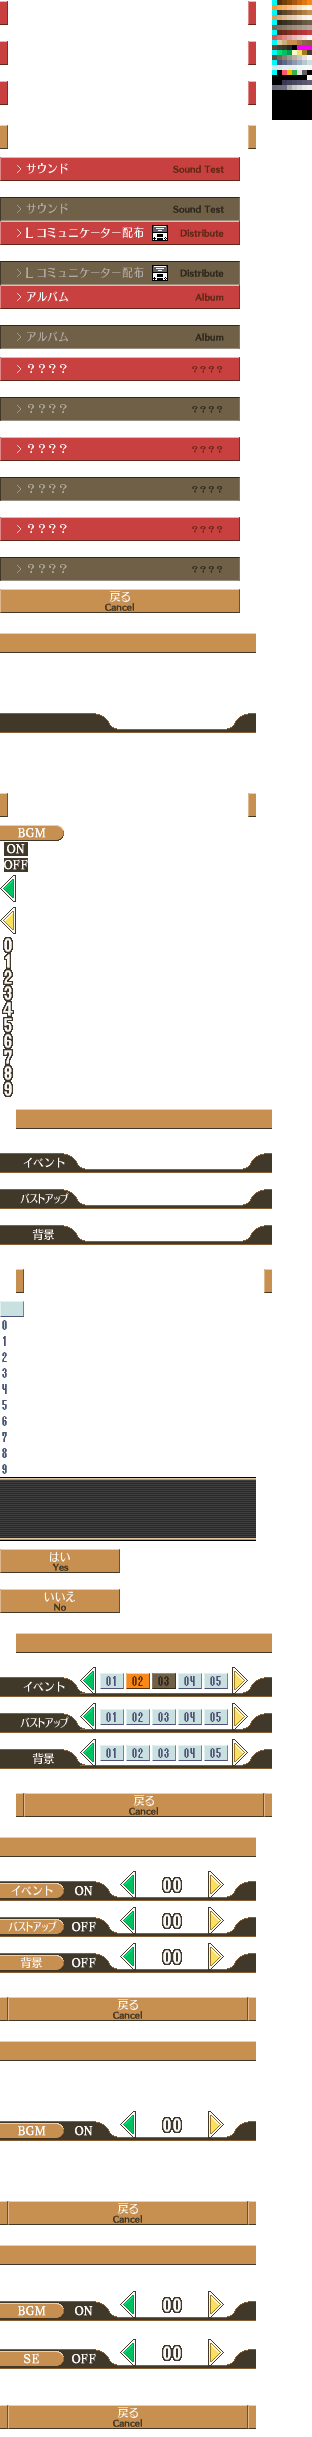 > サウンド Sound Test
> サウンド Sound Test
> L コミュニケーター配布 Distribute
> L コミュニケーター配布 Distribute
> アルバム Album
> アルバム Album
> ???? ????
> ???? ????
> ???? ????
> ???? ????
> ???? ????
> ???? ????
戻る
Cancel
BGM
ON
OFF
0
1
2
3
4
5
6
7
8
9
イベント
バストアップ
背景
0
1
2
3
4
5
6
7
8
9
はい
Yes
いいえ
No
イベント 01 02 03 04 05
バストアップ 01 02 03 04 05
背景 01 02 03 04 05
戻る
Cancel
イベント ON 00
バストアップ OFF 00
背景 OFF 00
戻る
Cancel
BGM ON 00
戻る
Cancel
BGM ON 00
SE OFF 00
戻る
Cancel